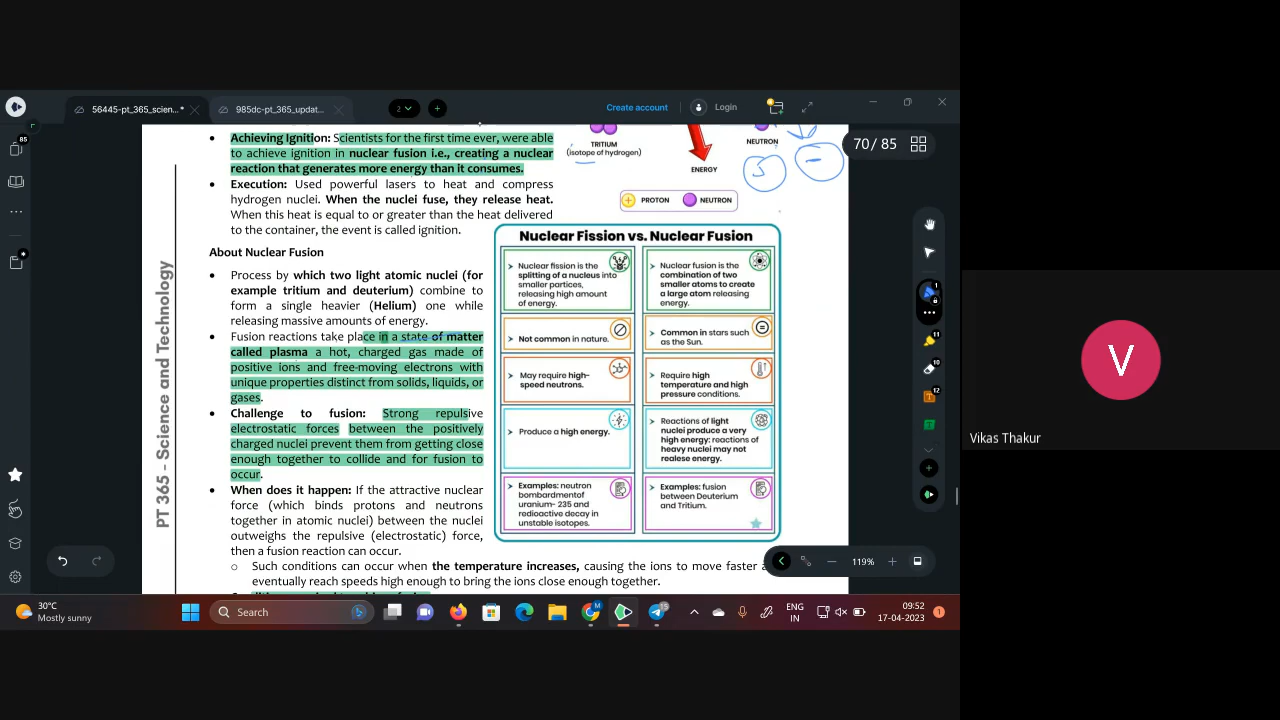 56445-pt_365_scien...*
985dc-pt_365_updat...
2
Create account
Login
85
Achieving Ignition: Scientists for the first time ever, were able
to achieve ignition in nuclear fusion i.e., creating a nuclear
reaction that generates more energy than it consumes.
Execution: Used powerful lasers to heat and compress
hydrogen nuclei. When the nuclei fuse, they release heat.
When this heat is equal to or greater than the heat delivered
to the container, the event is called ignition.
TRITIUM
(isotope of hydrogen)
ENERGY
NEUTRON
5
70 / 85
PROTON
NEUTRON
About Nuclear Fusion
Process by which two light atomic nuclei (for
example tritium and deuterium) combine to
form a single heavier (Helium) one while
releasing massive amounts of energy.
Fusion reactions take place in a state of matter
called plasma a hot, charged gas made of
positive ions and free-moving electrons with
unique properties distinct from solids, liquids, or
gases.
Challenge to fusion: Strong repulsive
electrostatic forces between the positively
charged nuclei prevent them from getting close
enough together to collide and for fusion to
occur.
When does it happen: If the attractive nuclear
force (which binds protons and neutrons
together in atomic nuclei) between the nuclei
outweighs the repulsive (electrostatic) force,
then a fusion reaction can occur.
Such conditions can occur when the temperature increases, causing the ions to move faster
eventually reach speeds high enough to bring the ions close enough together.
Nuclear Fission vs. Nuclear Fusion
Nuclear fission is the
splitting of a nucleus into
smaller particles,
releasing high amount
of energy.
Nuclear fusion is the
combination of two
smaller atoms to create
a large atom releasing
energy.
Not common in nature.
Common in stars such
as the Sun.
May require high-
speed neutrons.
Require high
temperature and high
pressure conditions.
Produce a high energy.
Reactions of light
nuclei produce a very
high energy; reactions of
heavy nuclei may not
realese energy.
Examples: neutron
bombardmentof
uranium- 235 and
radioactive decay in
unstable isotopes.
Examples: fusion
between Deuterium
and Tritium.
PT 365 - Science and Technology
1
11
10
12
119%
V
Vikas Thakur
30°C
Mostly sunny
Search
ENG
IN
09:52
17-04-2023
1